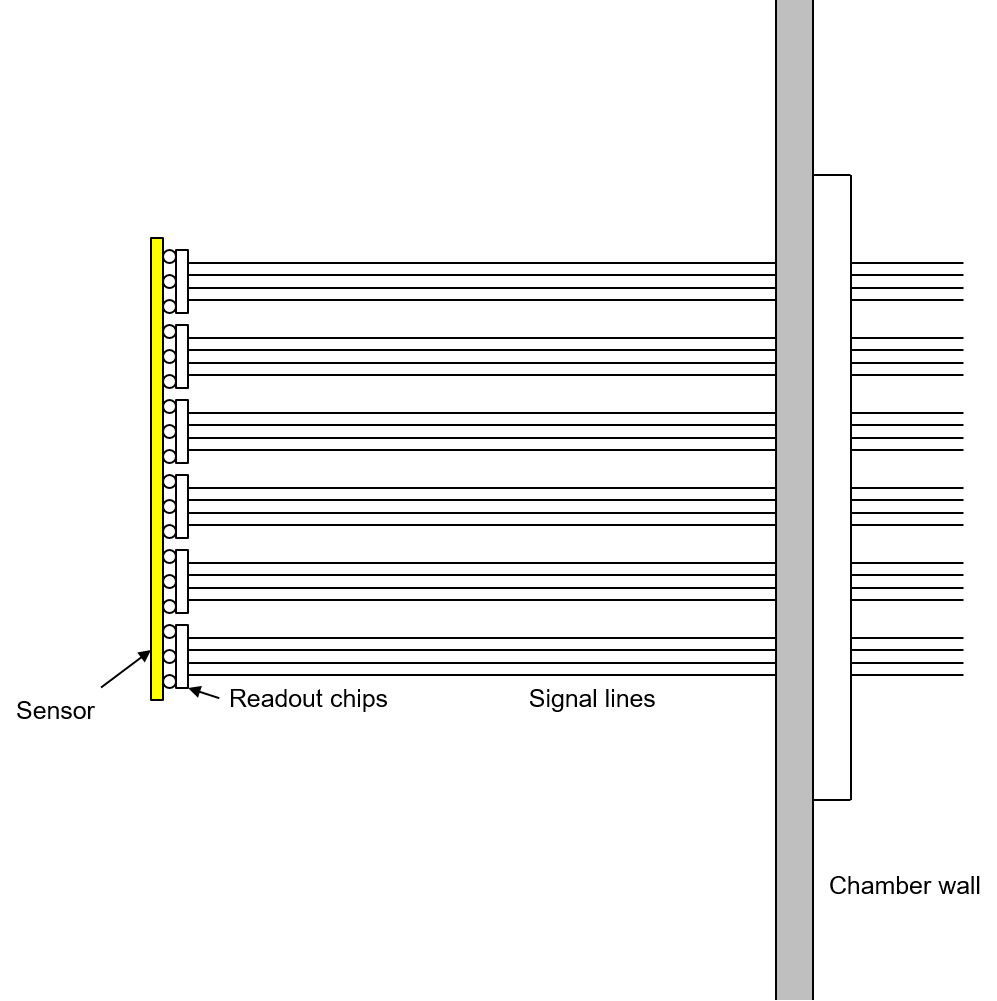 Sensor
Readout chips
Signal lines
Chamber wall